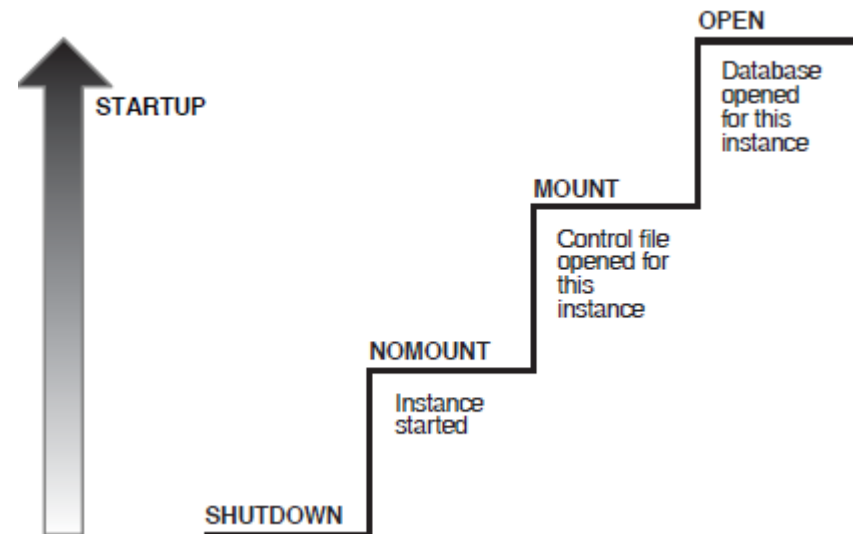 OPEN
Database
opened
for this
instance
STARTUP
MOUNT
Control file
opened for
this
instance
NOMOUNT
Instance
started
SHUTDOWN